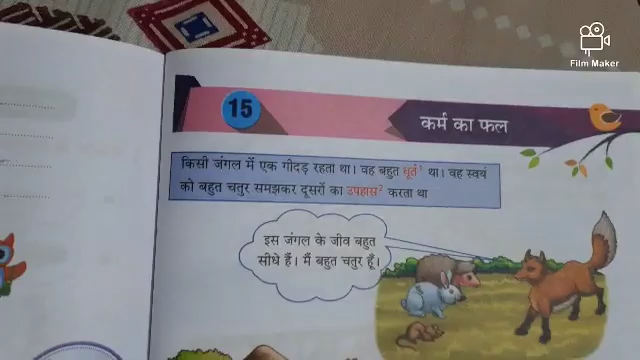 Film Maker
15
कर्म का फल
किसी जंगल में एक गीदड़ रहता था। वह बहुत धूर्त¹ था। वह स्वयं
को बहुत चतुर समझकर दूसरों का उपहास² करता था
इस जंगल के जीव बहुत
सीधे हैं। मैं बहुत चतुर हूँ।